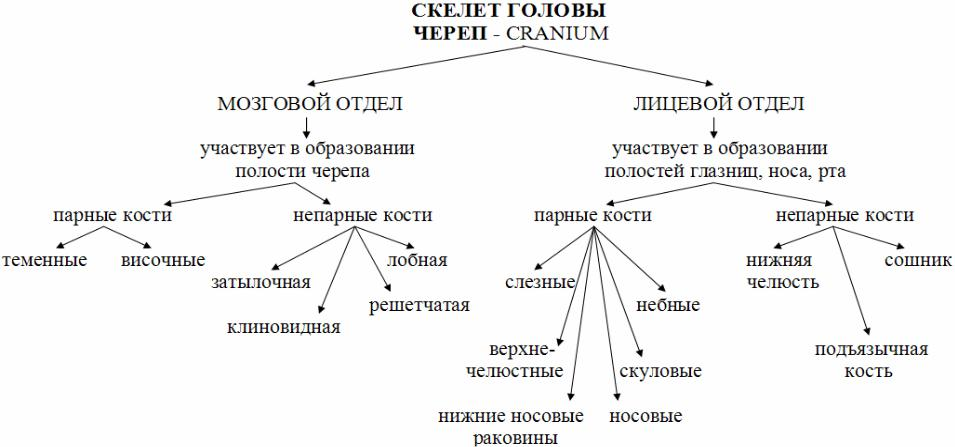 СКЕЛЕТ ГОЛОВЫ
ЧЕРЕП - CRANIUM
МОЗГОВОЙ ОТДЕЛ
ЛИЦЕВОЙ ОТДЕЛ
участвует в образовании
полости черепа
участвует в образовании
полостей глазниц, носа, рта
парные кости
непарные кости
парные кости
непарные кости
теменные
височные
затылочная
клиновидная
решетчатая
лобная
слезные
верхне-
челюстные
нижние носовые
раковины
носовые
скуловые
небные
нижняя
челюсть
подъязычная
кость
сошник